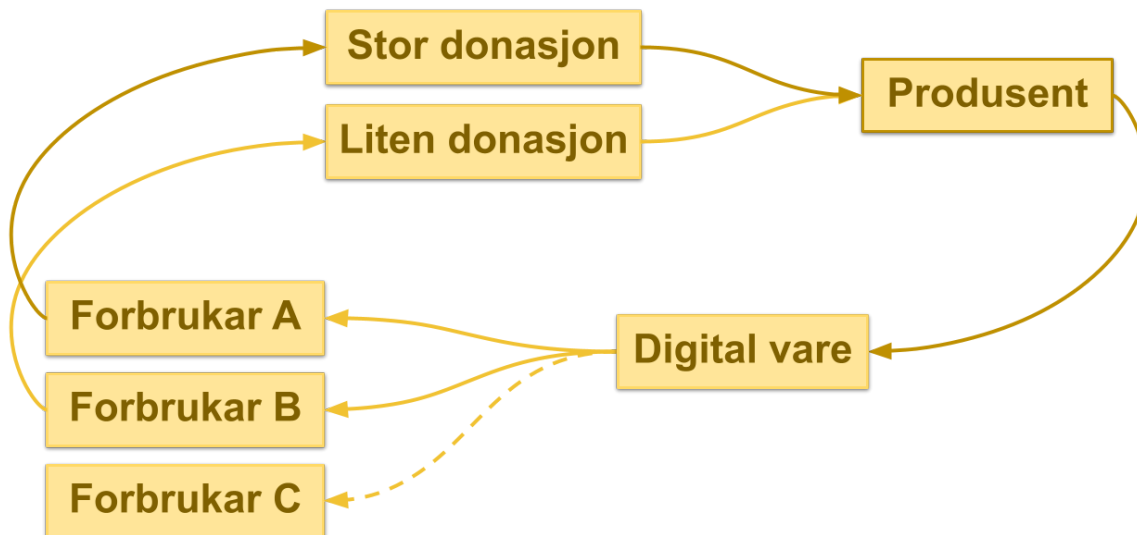 Stor donasjon
Liten donasjon
Produsent
Forbrukar A
Forbrukar B
Forbrukar C
Digital vare